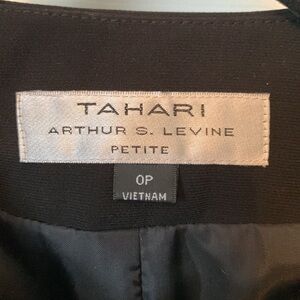 TAHARI
ARTHUR S. LEVINE
PETITE
0P
VIETNAM